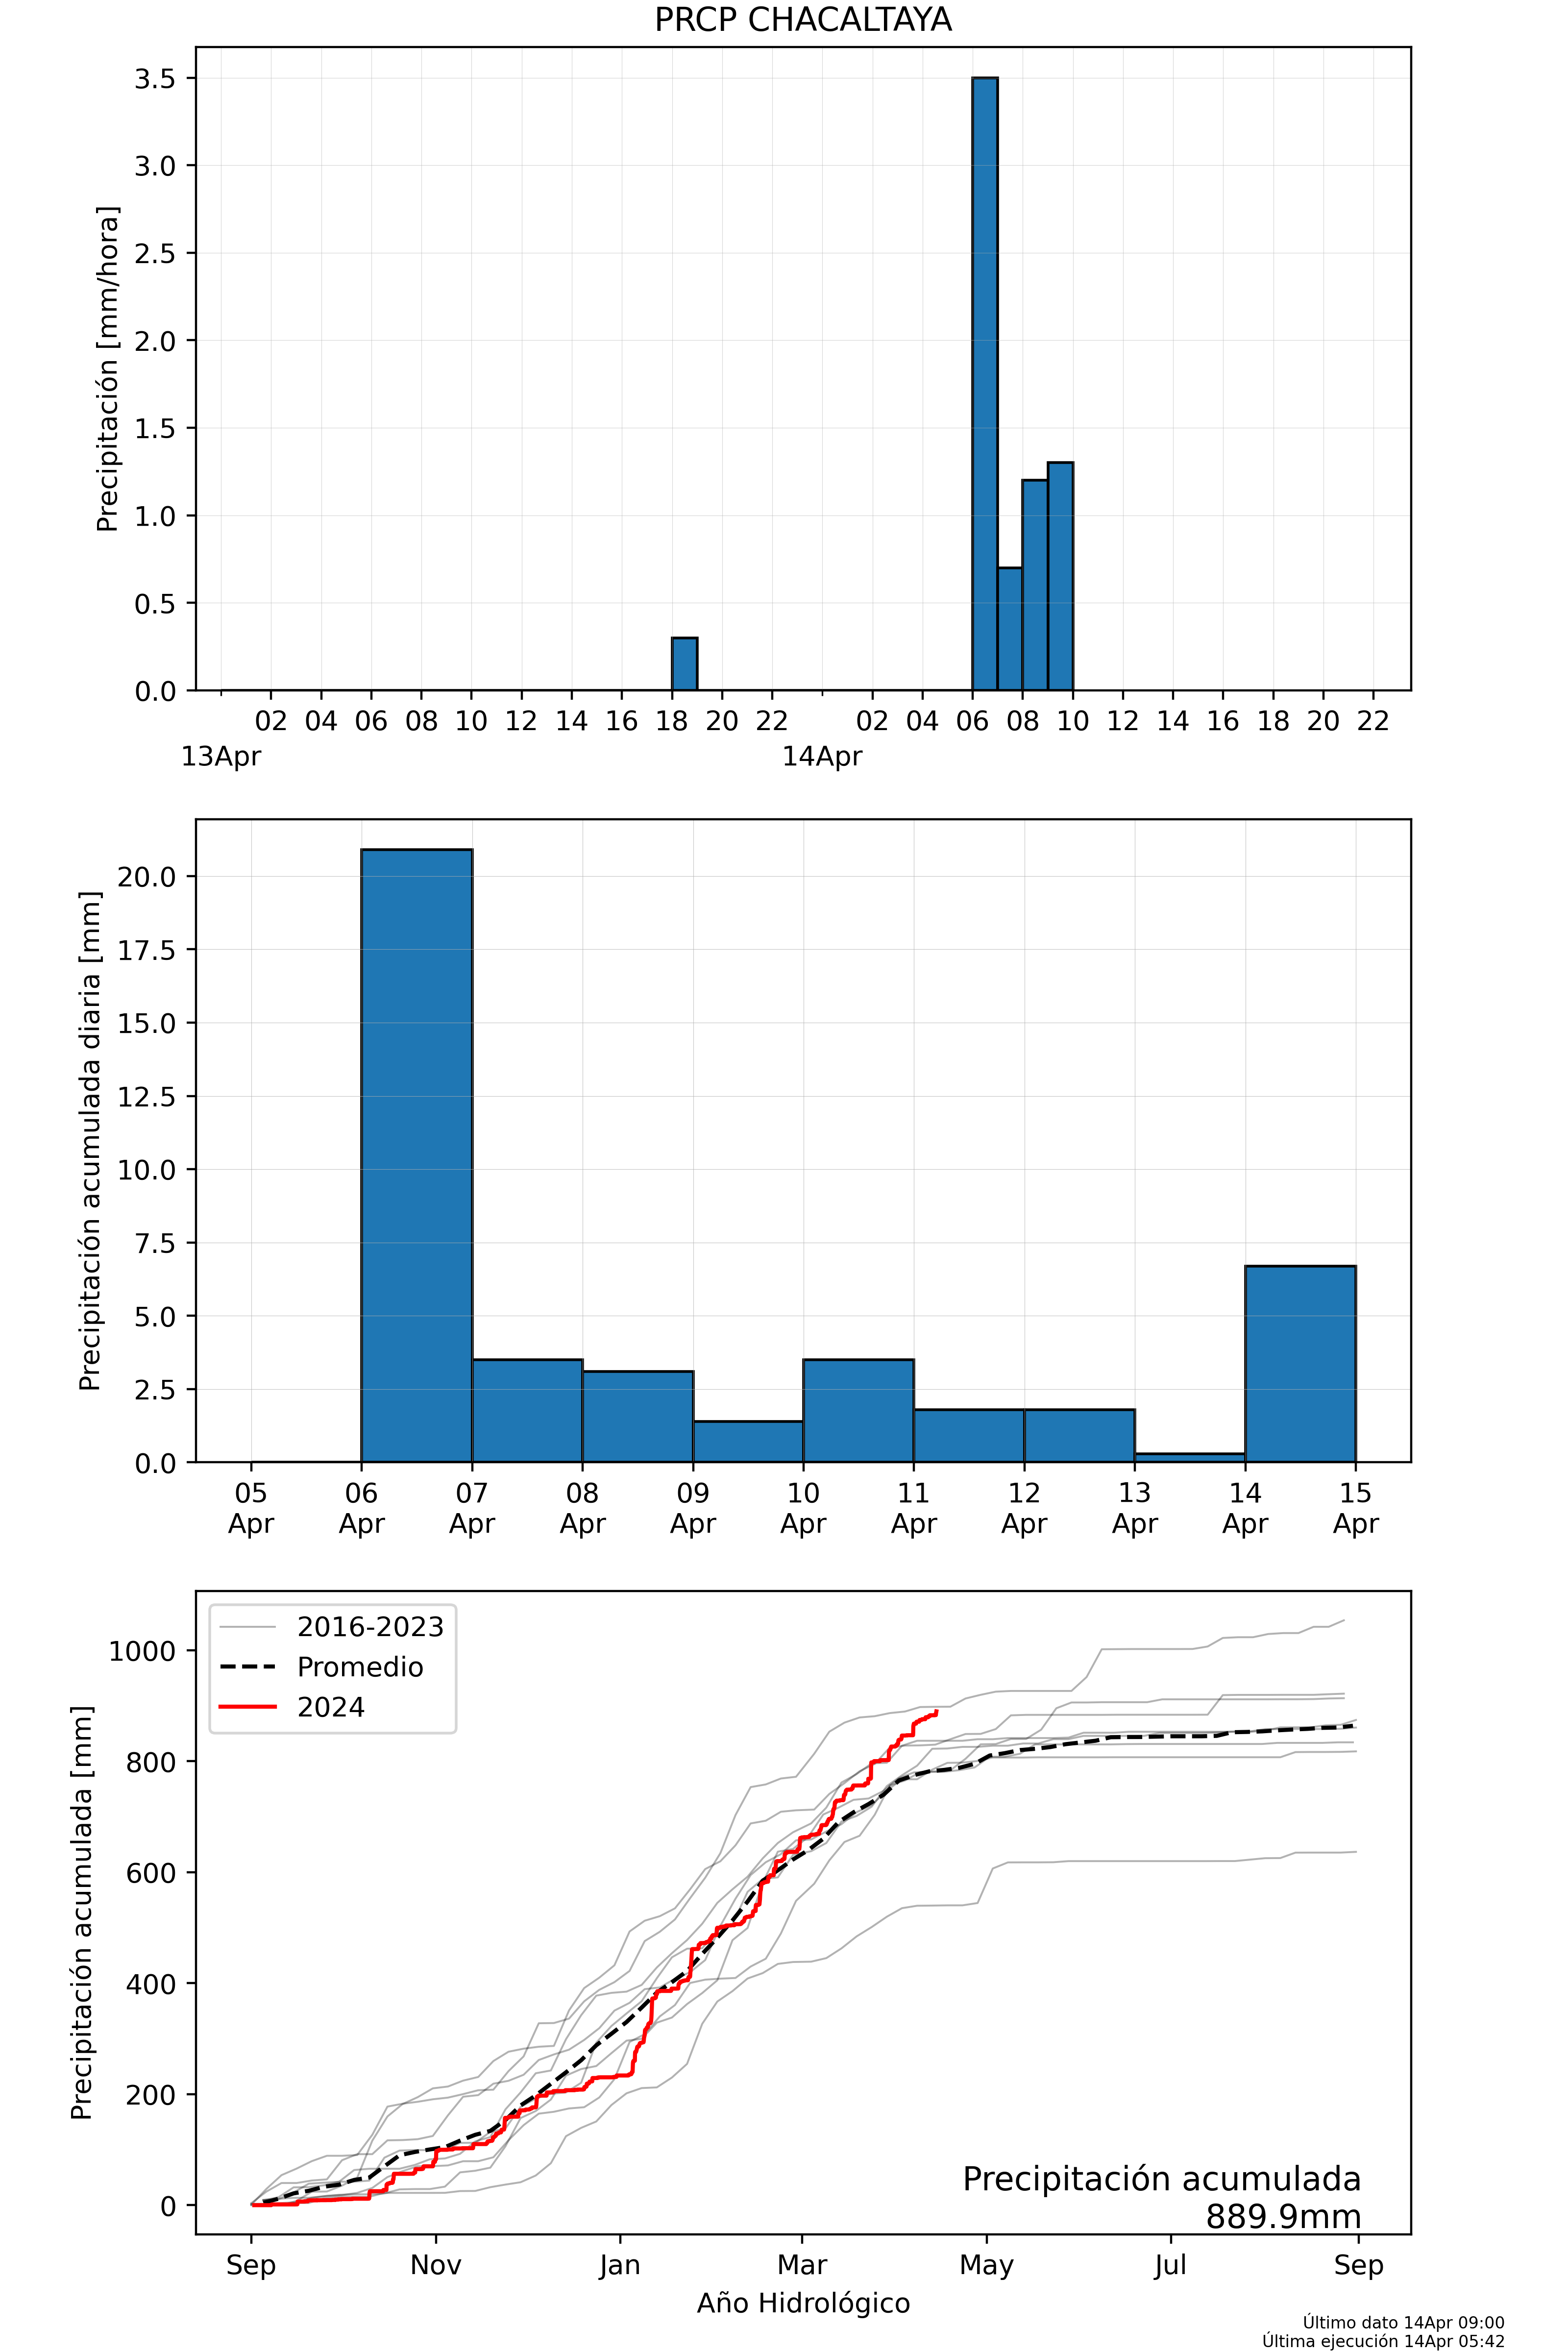 PRCP CHACALTAYA
Precipitación [mm/hora]
3.5
3.0
2.5
2.0
1.5
1.0
0.5
0.0
02 04 06 08 10 12 14 16 18 20 22 02 04 06 08 10 12 14 16 18 20 22
13Apr 14Apr
Precipitación acumulada diaria [mm]
20.0
17.5
15.0
12.5
10.0
7.5
5.0
2.5
0.0
05 06 07 08 09 10 11 12 13 14 15
Apr Apr Apr Apr Apr Apr Apr Apr Apr Apr Apr
Precipitación acumulada [mm]
1000
800
600
400
200
0
2016-2023
Promedio
2024
Precipitación acumulada
889.9mm
Sep Nov Jan Mar May Jul Sep
Año Hidrológico
Último dato 14Apr 09:00
Última ejecución 14Apr 05:42